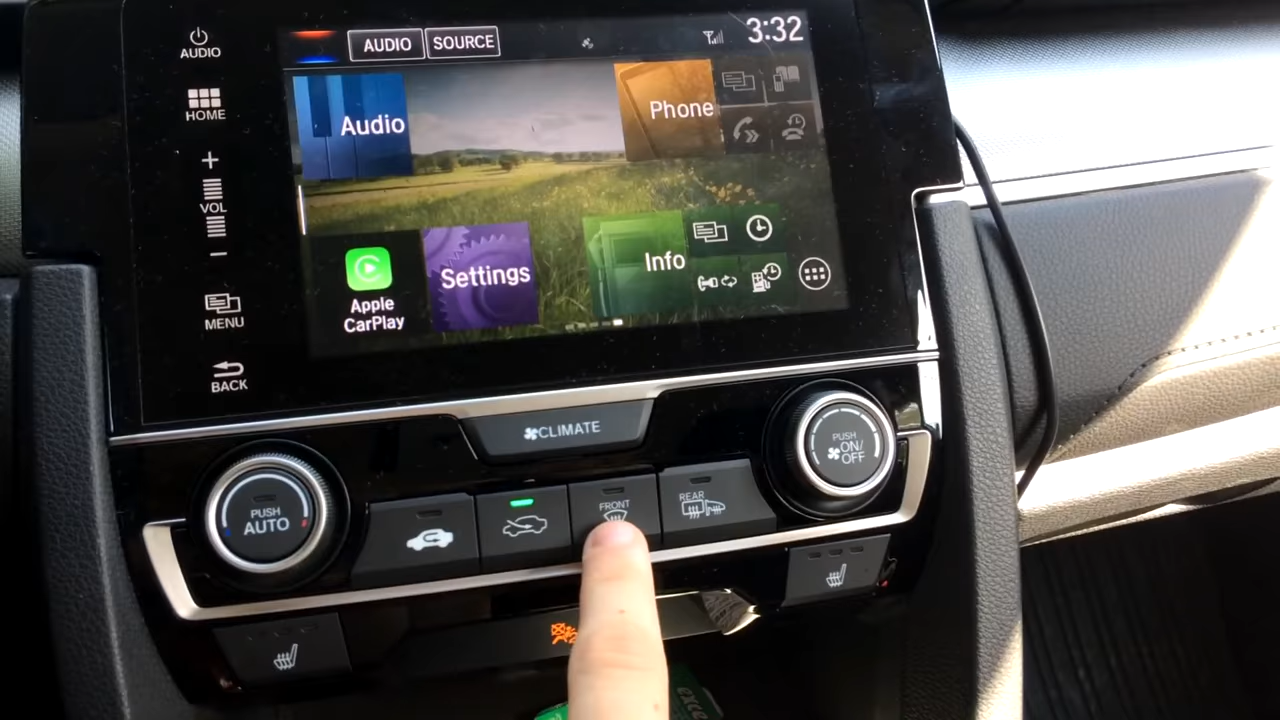 AUDIO
HOME
+
VOL
-
MENU
BACK
AUDIO
SOURCE
3:32
Audio
Phone
Apple
CarPlay
Settings
Info
CLIMATE
PUSH
AUTO
FRONT
REAR
PUSH
ON/
OFF